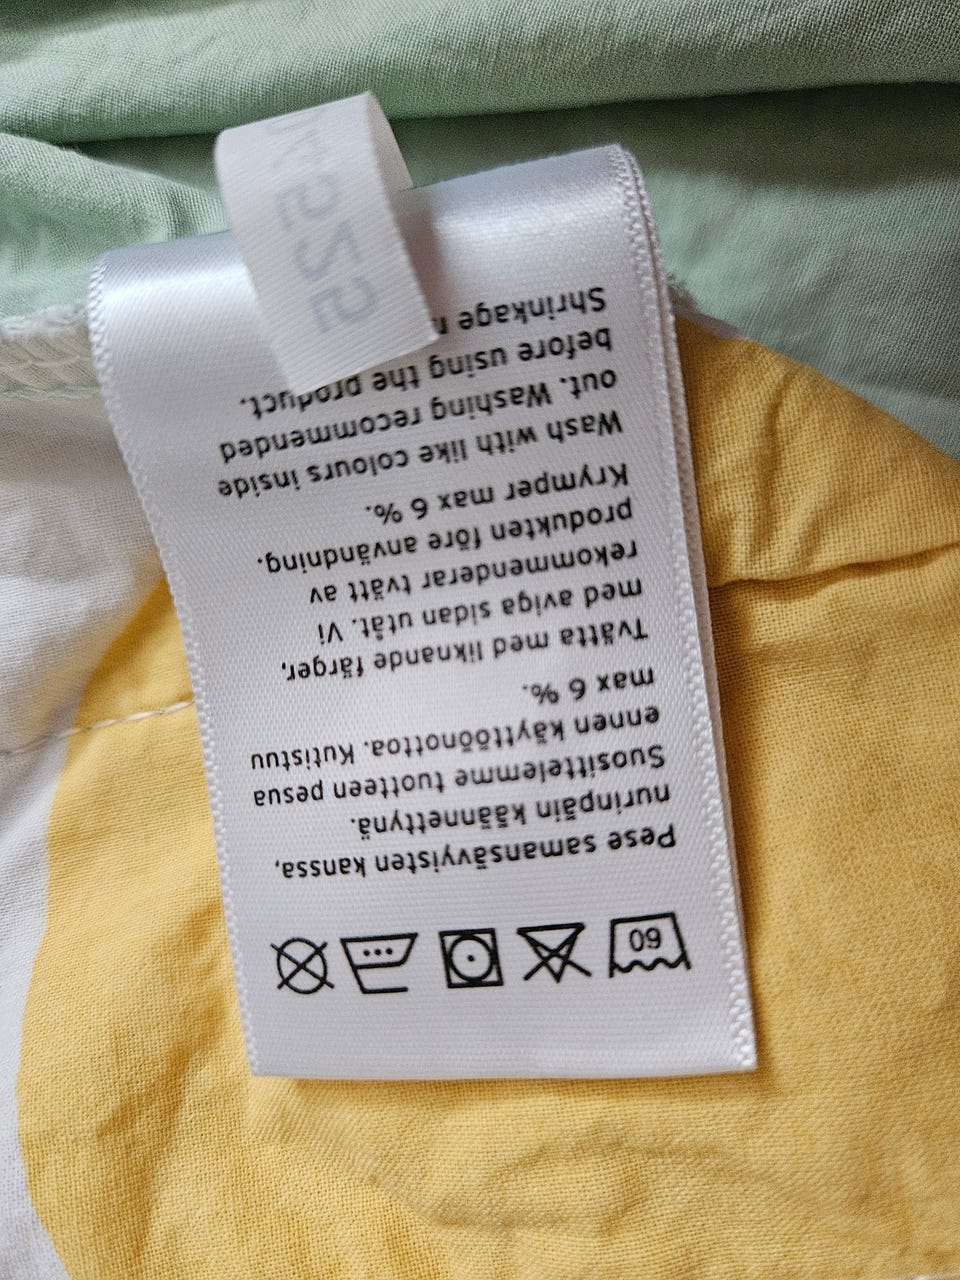 60
Pese samansävyisten kanssa,
nurinpäin käännettynä.
Suosittelemme tuotteen pesua
ennen käyttöönottoa. Kutistuu
max 6 %.
Tvätta med liknande färger,
med aviga sidan utåt. Vi
rekommenderar tvätt av
produkten före användning.
Krymper max 6 %.
Wash with like colours inside
out. Washing recommended
before using the product.
Shrinkage